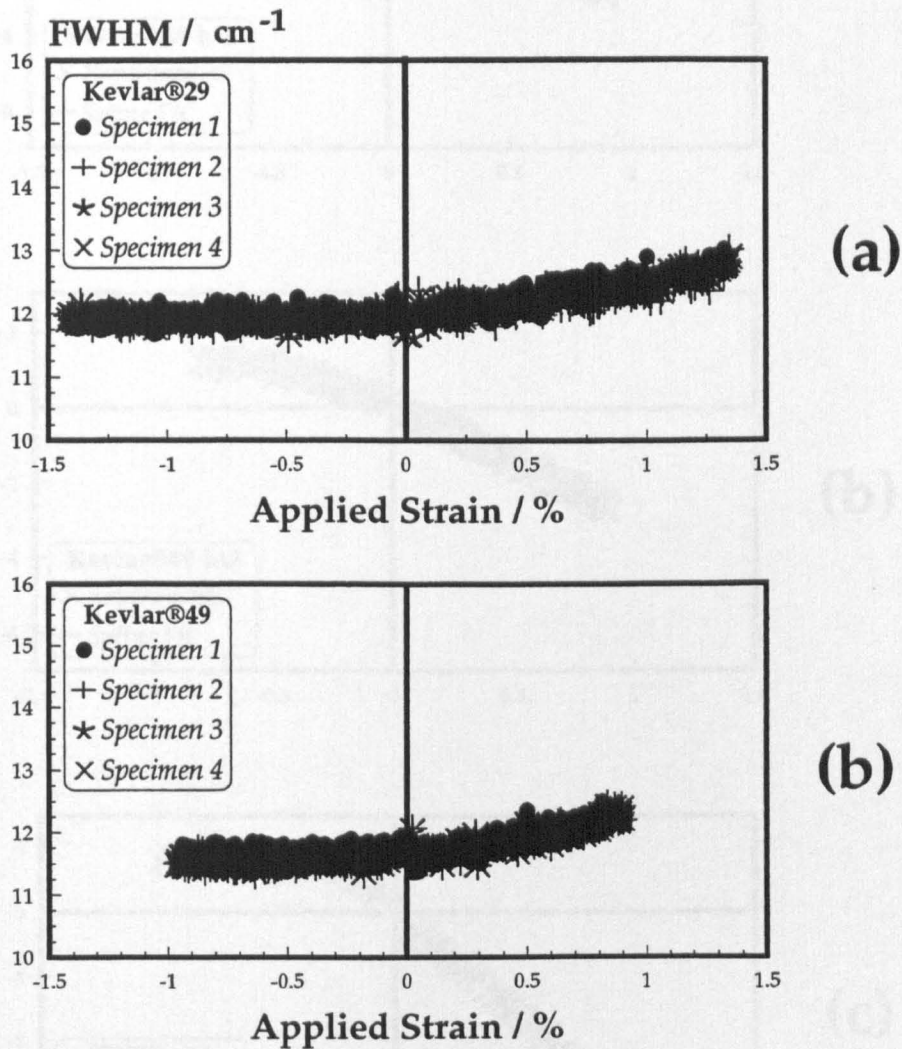 FWHM / cm-1
16
15
14
13
12
11
10
Kevlar®29
● Specimen 1
+ Specimen 2
★ Specimen 3
× Specimen 4
(a)
-1.5 -1 -0.5 0 0.5 1 1.5
Applied Strain / %
(b)
16
15
14
13
12
11
10
Kevlar®49
● Specimen 1
+ Specimen 2
★ Specimen 3
× Specimen 4
(b)
-1.5 -1 -0.5 0 0.5 1 1.5
Applied Strain / %
(c)